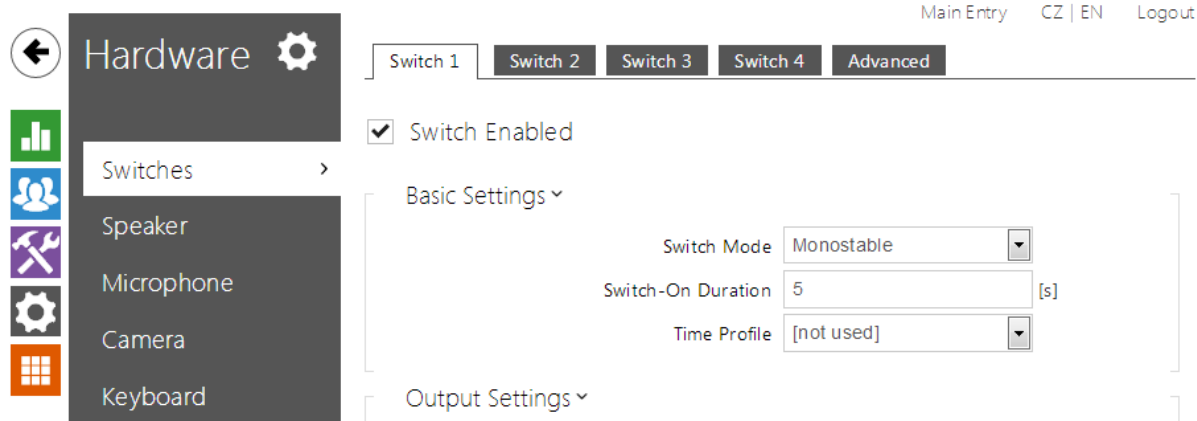 Main Entry CZ | EN Logout
Hardware
Switches
Speaker
Microphone
Camera
Keyboard
Switch 1 Switch 2 Switch 3 Switch 4 Advanced
Switch Enabled
Basic Settings
Switch Mode Monostable
Switch-On Duration 5 [s]
Time Profile [not used]
Output Settings